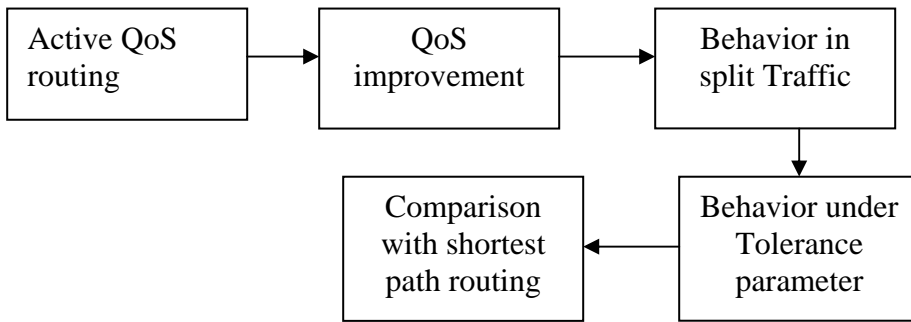 Active QoS
routing
QoS
improvement
Behavior in
split Traffic
Behavior under
Tolerance
parameter
Comparison
with shortest
path routing